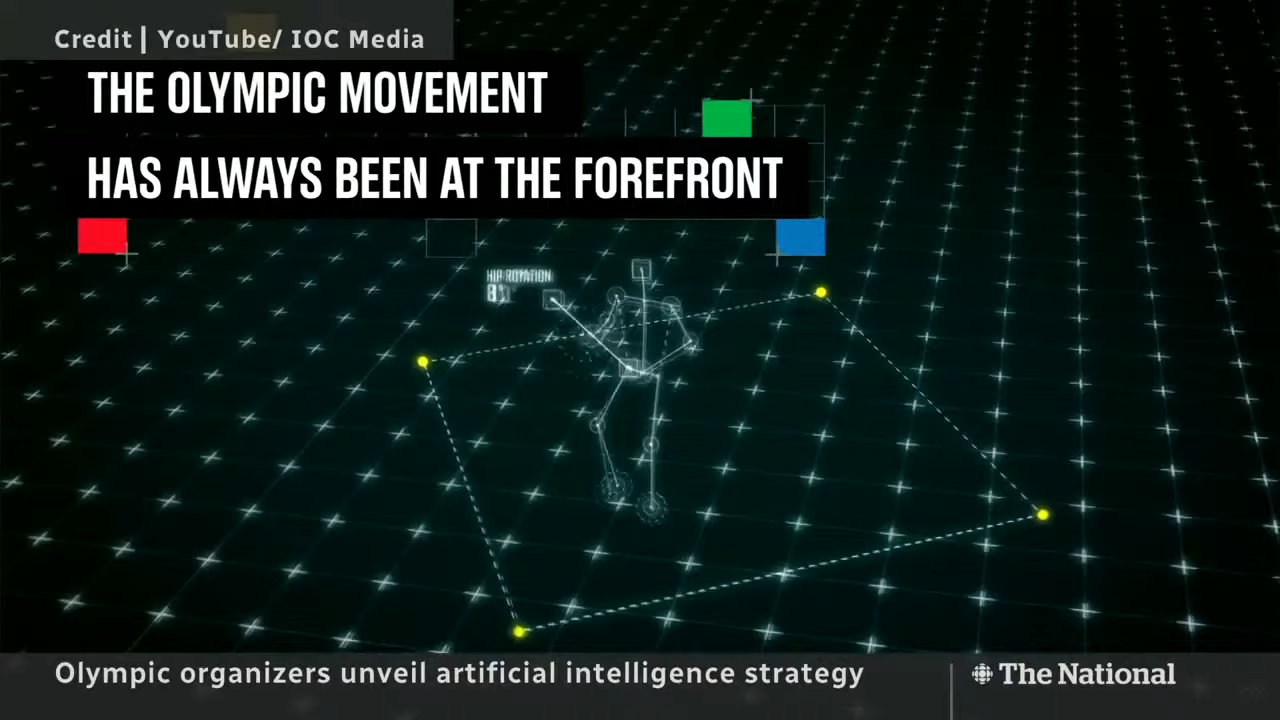 Credit | YouTube/ IOC Media
THE OLYMPIC MOVEMENT
HAS ALWAYS BEEN AT THE FOREFRONT
HIP ROTATION
Olympic organizers unveil artificial intelligence strategy
The National